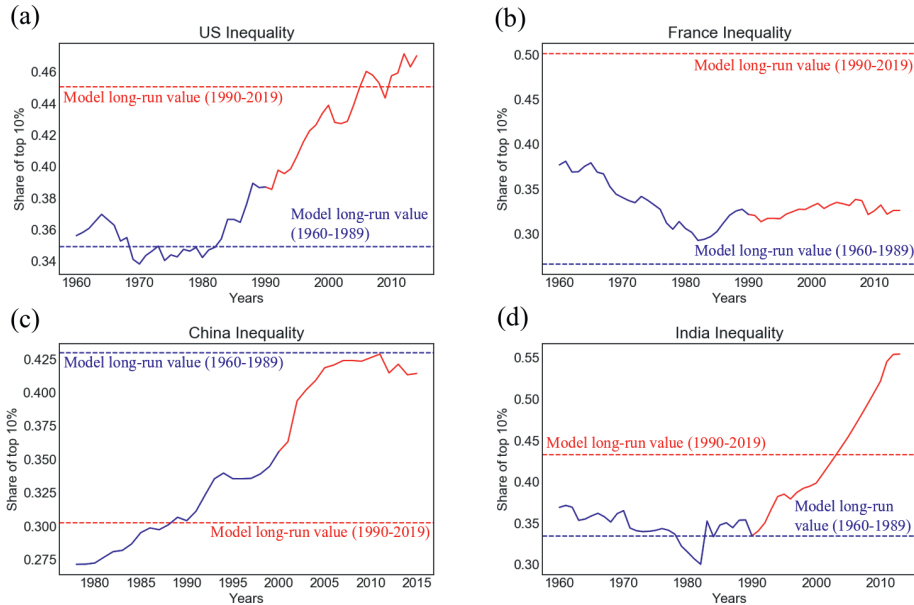 (a)
US Inequality
Share of top 10%
0.46
0.44
0.42
0.40
0.38
0.36
0.34
Model long-run value (1990-2019)
Model long-run value
(1960-1989)
1960
1970
1980
1990
2000
2010
Years
(b)
France Inequality
Share of top 10%
0.50
0.45
0.40
0.35
0.30
Model long-run value (1990-2019)
Model long-run value (1960-1989)
1960
1970
1980
1990
2000
2010
Years
(c)
China Inequality
Share of top 10%
0.425
0.400
0.375
0.350
0.325
0.300
0.275
Model long-run value (1960-1989)
Model long-run value (1990-2019)
1980
1985
1990
1995
2000
2005
2010
2015
Years
(d)
India Inequality
Share of top 10%
0.55
0.50
0.45
0.40
0.35
0.30
Model long-run value (1990-2019)
Model long-run
value (1960-1989)
1960
1970
1980
1990
2000
2010
Years